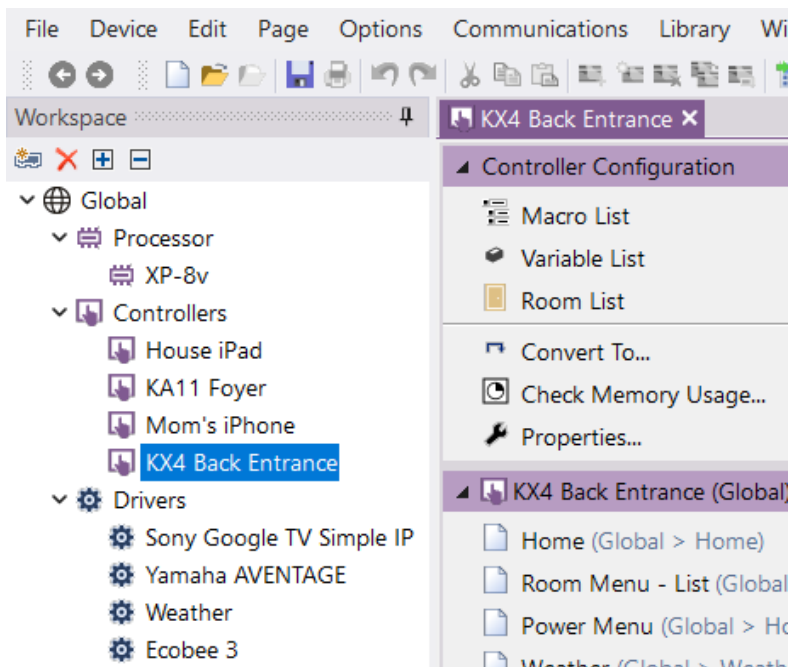 File Device Edit Page Options Communications Library
Workspace
KX4 Back Entrance
Global
Processor
XP-8v
Controllers
House iPad
KA11 Foyer
Mom's iPhone
KX4 Back Entrance
Drivers
Sony Google TV Simple IP
Yamaha AVENTAGE
Weather
Ecobee 3
Controller Configuration
Macro List
Variable List
Room List
Convert To...
Check Memory Usage...
Properties...
KX4 Back Entrance (Global)
Home (Global > Home)
Room Menu - List (Global
Power Menu (Global >
Weather (Global >